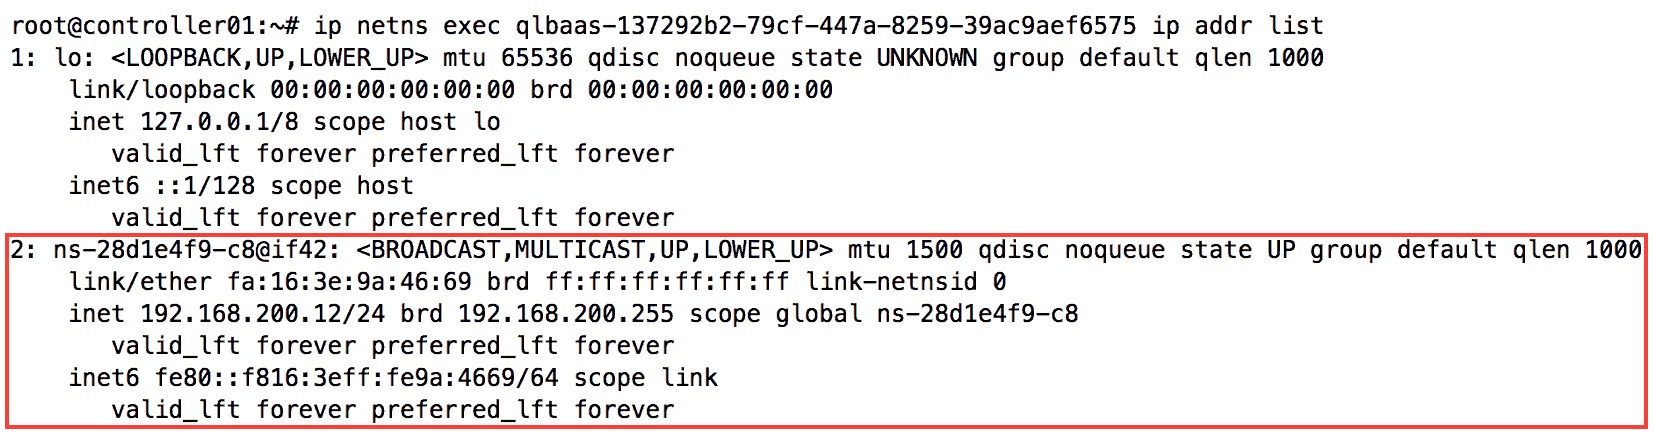 root@controller01:~# ip netns exec qlbaas-137292b2-79cf-447a-8259-39ac9aef6575 ip addr list
1: lo: <LOOPBACK,UP,LOWER_UP> mtu 65536 qdisc noqueue state UNKNOWN group default qlen 1000
    link/loopback 00:00:00:00:00:00 brd 00:00:00:00:00:00
    inet 127.0.0.1/8 scope host lo
       valid_lft forever preferred_lft forever
    inet6 ::1/128 scope host
       valid_lft forever preferred_lft forever
2: ns-28d1e4f9-c8@if42: <BROADCAST,MULTICAST,UP,LOWER_UP> mtu 1500 qdisc noqueue state UP group default qlen 1000
    link/ether fa:16:3e:9a:46:69 brd ff:ff:ff:ff:ff:ff link-netnsid 0
    inet 192.168.200.12/24 brd 192.168.200.255 scope global ns-28d1e4f9-c8
       valid_lft forever preferred_lft forever
    inet6 fe80::f816:3eff:fe9a:4669/64 scope link
       valid_lft forever preferred_lft forever